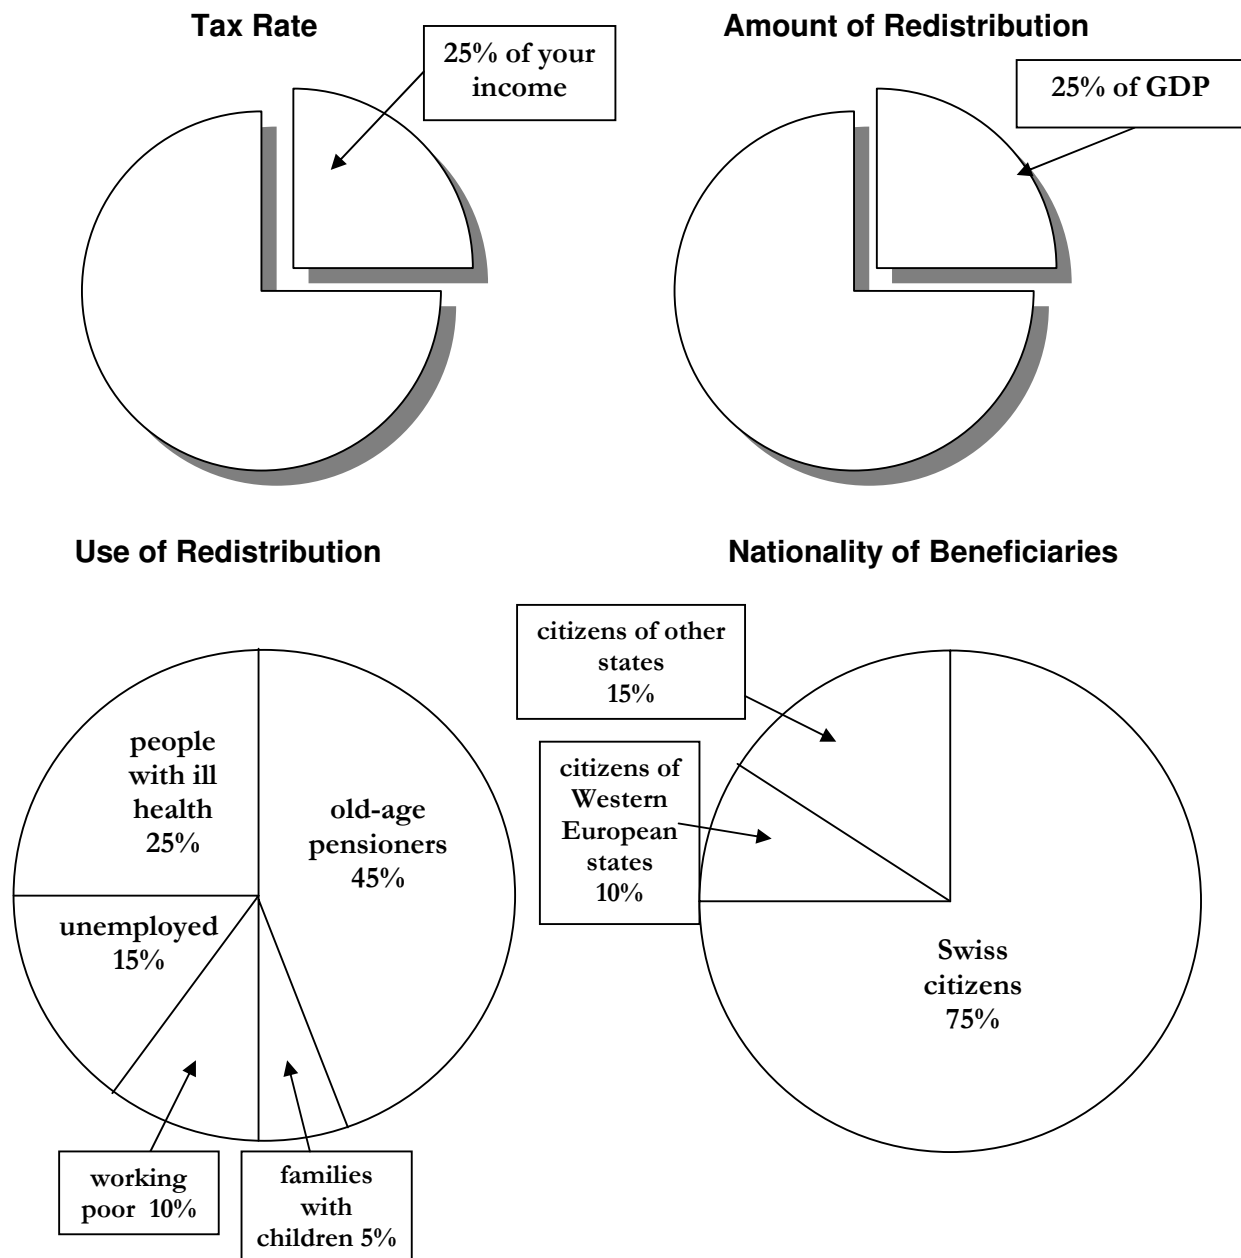 Tax Rate
25% of your
income
Amount of Redistribution
25% of GDP
Use of Redistribution
people
with ill
health
25%
old-age
pensioners
45%
unemployed
15%
working
poor 10%
families
with
children 5%
Nationality of Beneficiaries
citizens of other
states
15%
citizens of
Western
European
states
10%
Swiss
citizens
75%